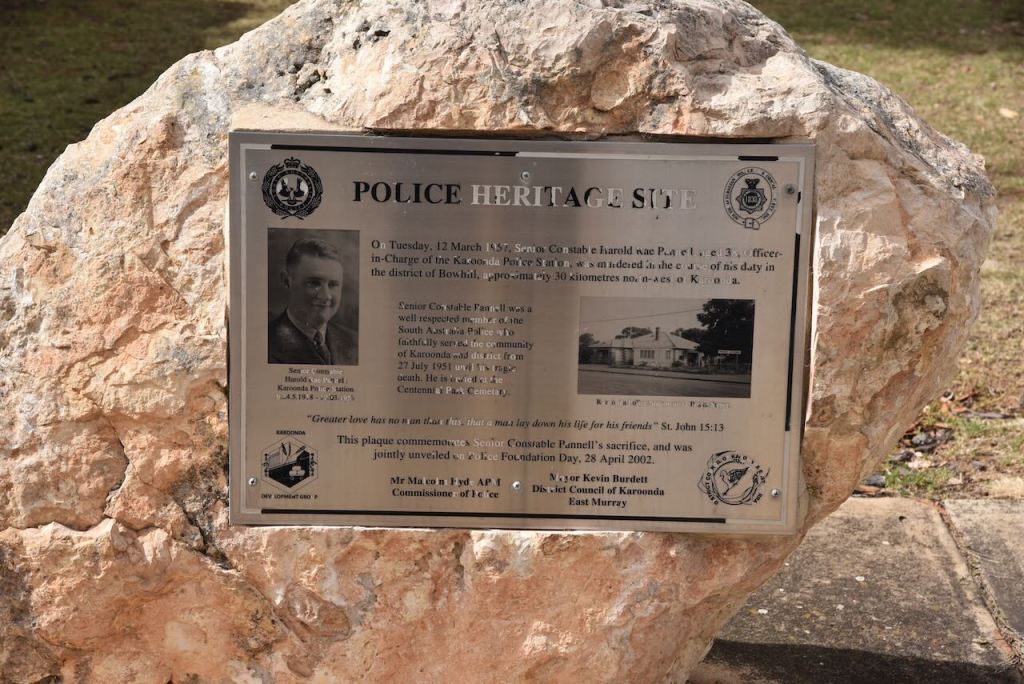 POLICE HERITAGE SITE
On Tuesday, 12 March Senior Constable Harold Officer-
in-Charge of the Karoonda Police Station, was murdered in the course of his duty in
the district of Bowhill, approximately 30 kilometres north-west of Karoonda.
Senior Constable Pannell was a
well respected member of the
South Australia Police who
faithfully served the community
of Karoonda and district from
27 July 1951 until his tragic
death. He is buried at the
Centennial Park Cemetery.
Senior Constable
Harold Pannell
Karoonda Police Station
"Greater love has no man than this, that a man lay down his life for his friends" St. John 15:13
This plaque commemorates Senior Constable Pannell's sacrifice, and was
jointly unveiled on Police Foundation Day, 28 April 2002.
KAROONDA
DEVELOPMENT GROUP
Mr Malcolm Hyde APM
Commissioner of Police
Mayor Kevin Burdett
District Council of Karoonda
East Murray